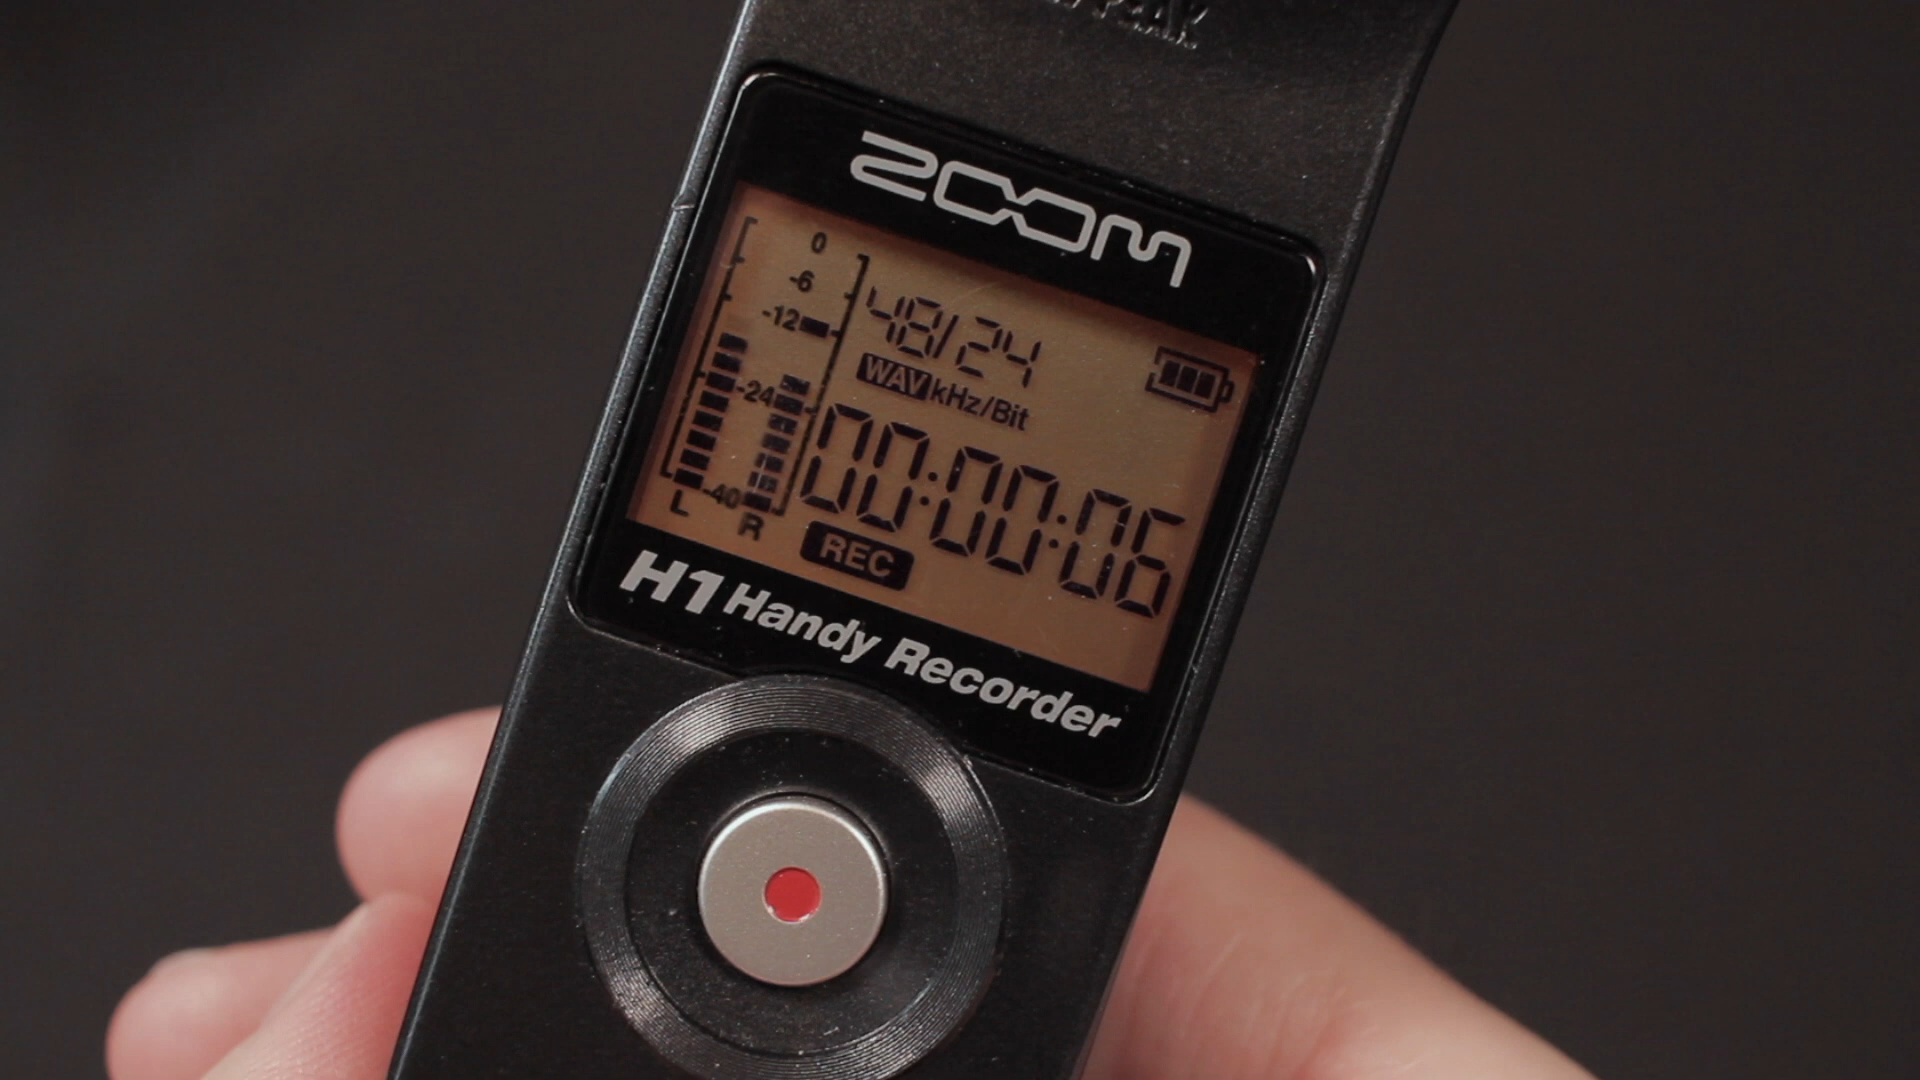 ZOOM
0
-6
-12
-24
-40
L R
48/24
WAV kHz/Bit
00:00:06
REC
H1 Handy Recorder